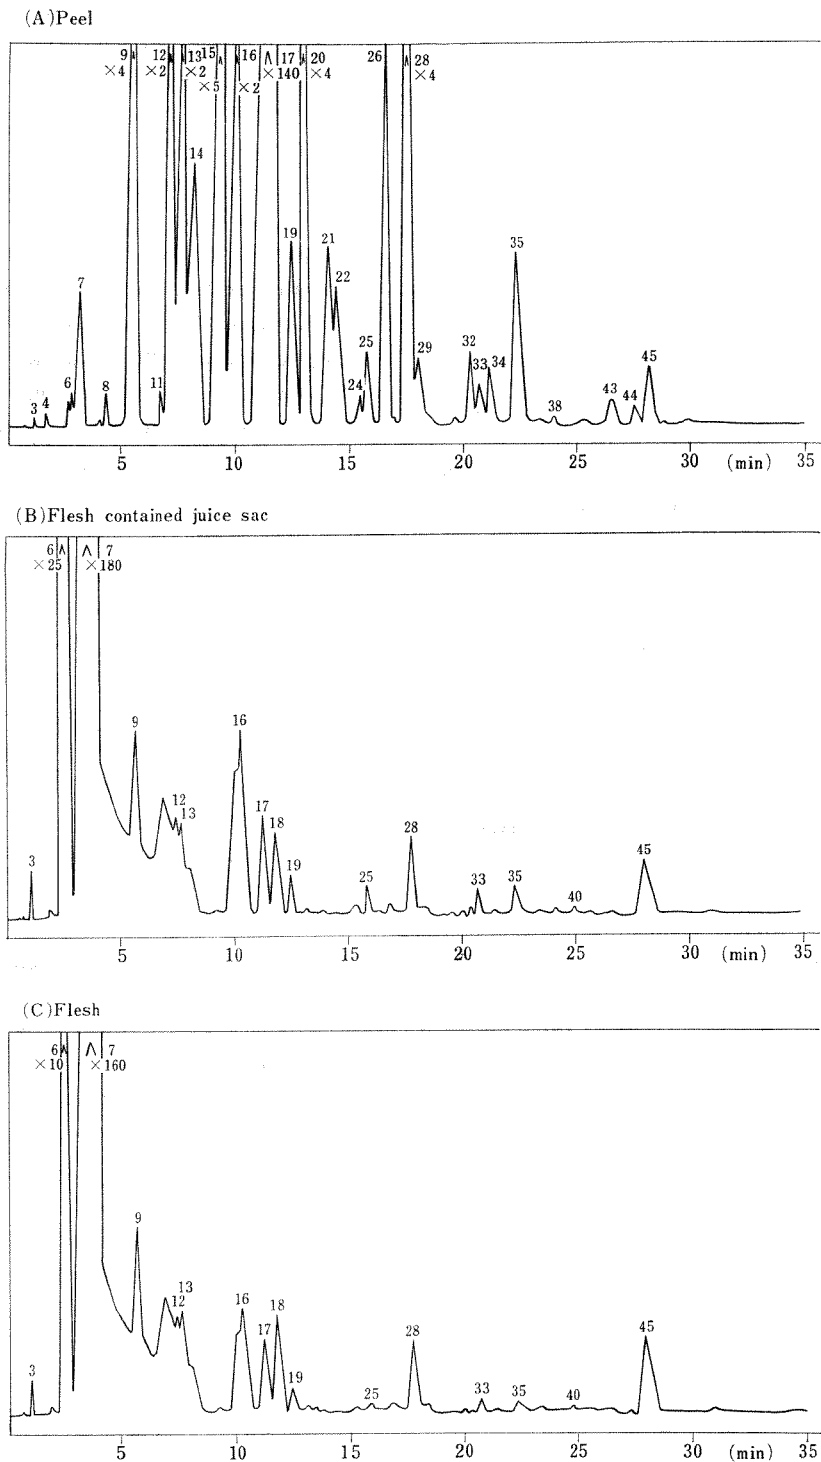 (A)Peel
9 12 13 15 16 ∧ 17 20 26 28
×4 ×2 ×2 ×5 ×2 ×140 ×4 ×4
14
19 21 35
7 22
25 32
29 33 34 45
3 4 6 8 11 24 38 43 44
5 10 15 20 25 30 (min) 35
(B)Flesh contained juice sac
6 ∧ ∧ 7
×25 ×180
9 16
12
13 17 18 28
3 19 25 33 35 40 45
5 10 15 20 25 30 (min) 35
(C)Flesh
6 ∧ ∧ 7
×10 ×160
9
13
12 16 18
17 28 45
3 19 25 33 35 40
5 10 15 20 25 30 (min) 35